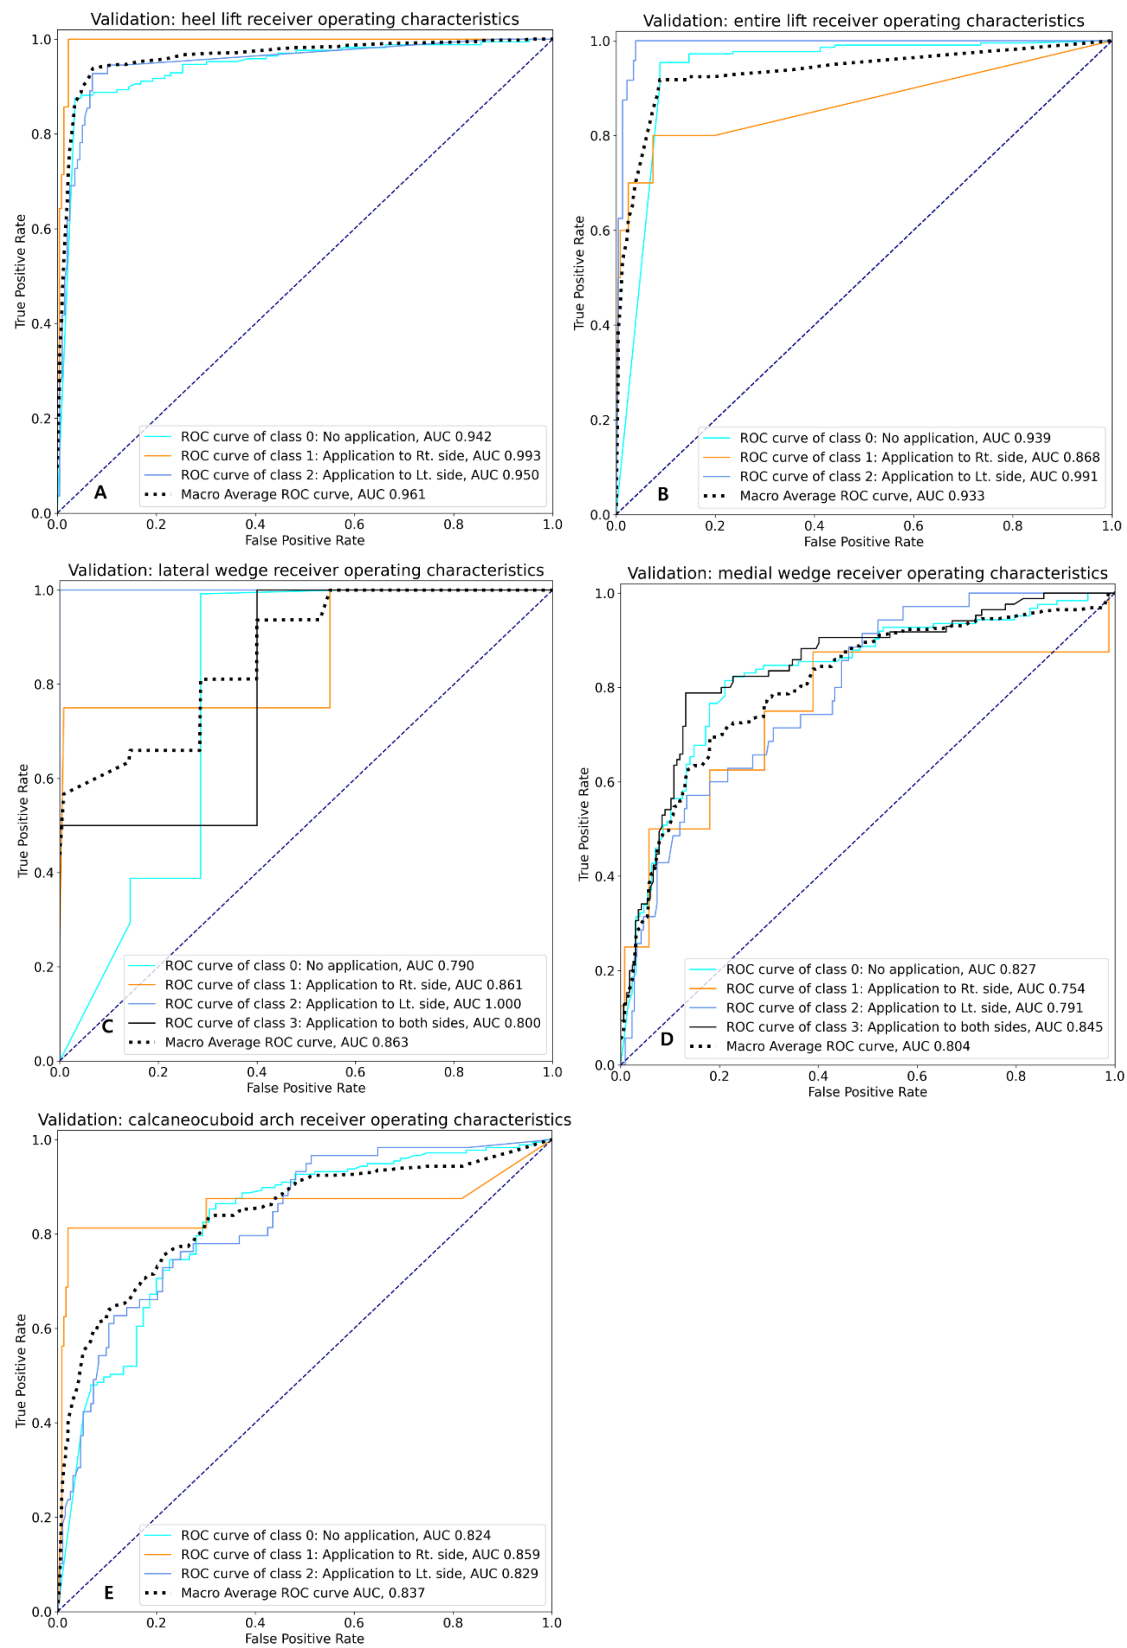 Validation: heel lift receiver operating characteristics
1.0
0.8
0.6
0.4
0.2
0.0
True Positive Rate
ROC curve of class 0: No application, AUC 0.942
ROC curve of class 1: Application to Rt. side, AUC 0.993
ROC curve of class 2: Application to Lt. side, AUC 0.950
Macro Average ROC curve, AUC 0.961
A
0.0 0.2 0.4 0.6 0.8 1.0
False Positive Rate
Validation: entire lift receiver operating characteristics
1.0
0.8
0.6
0.4
0.2
0.0
True Positive Rate
ROC curve of class 0: No application, AUC 0.939
ROC curve of class 1: Application to Rt. side, AUC 0.868
ROC curve of class 2: Application to Lt. side, AUC 0.991
Macro Average ROC curve, AUC 0.933
B
0.0 0.2 0.4 0.6 0.8 1.0
False Positive Rate
Validation: lateral wedge receiver operating characteristics
1.0
0.8
0.6
0.4
0.2
0.0
True Positive Rate
ROC curve of class 0: No application, AUC 0.790
ROC curve of class 1: Application to Rt. side, AUC 0.861
ROC curve of class 2: Application to Lt. side, AUC 1.000
ROC curve of class 3: Application to both sides, AUC 0.800
Macro Average ROC curve, AUC 0.863
C
0.0 0.2 0.4 0.6 0.8 1.0
False Positive Rate
Validation: medial wedge receiver operating characteristics
1.0
0.8
0.6
0.4
0.2
0.0
True Positive Rate
ROC curve of class 0: No application, AUC 0.827
ROC curve of class 1: Application to Rt. side, AUC 0.754
ROC curve of class 2: Application to Lt. side, AUC 0.791
ROC curve of class 3: Application to both sides, AUC 0.845
Macro Average ROC curve, AUC 0.804
D
0.0 0.2 0.4 0.6 0.8 1.0
False Positive Rate
Validation: calcaneocuboid arch receiver operating characteristics
1.0
0.8
0.6
0.4
0.2
0.0
True Positive Rate
ROC curve of class 0: No application, AUC 0.824
ROC curve of class 1: Application to Rt. side, AUC 0.859
ROC curve of class 2: Application to Lt. side, AUC 0.829
Macro Average ROC curve AUC, 0.837
E
0.0 0.2 0.4 0.6 0.8 1.0
False Positive Rate